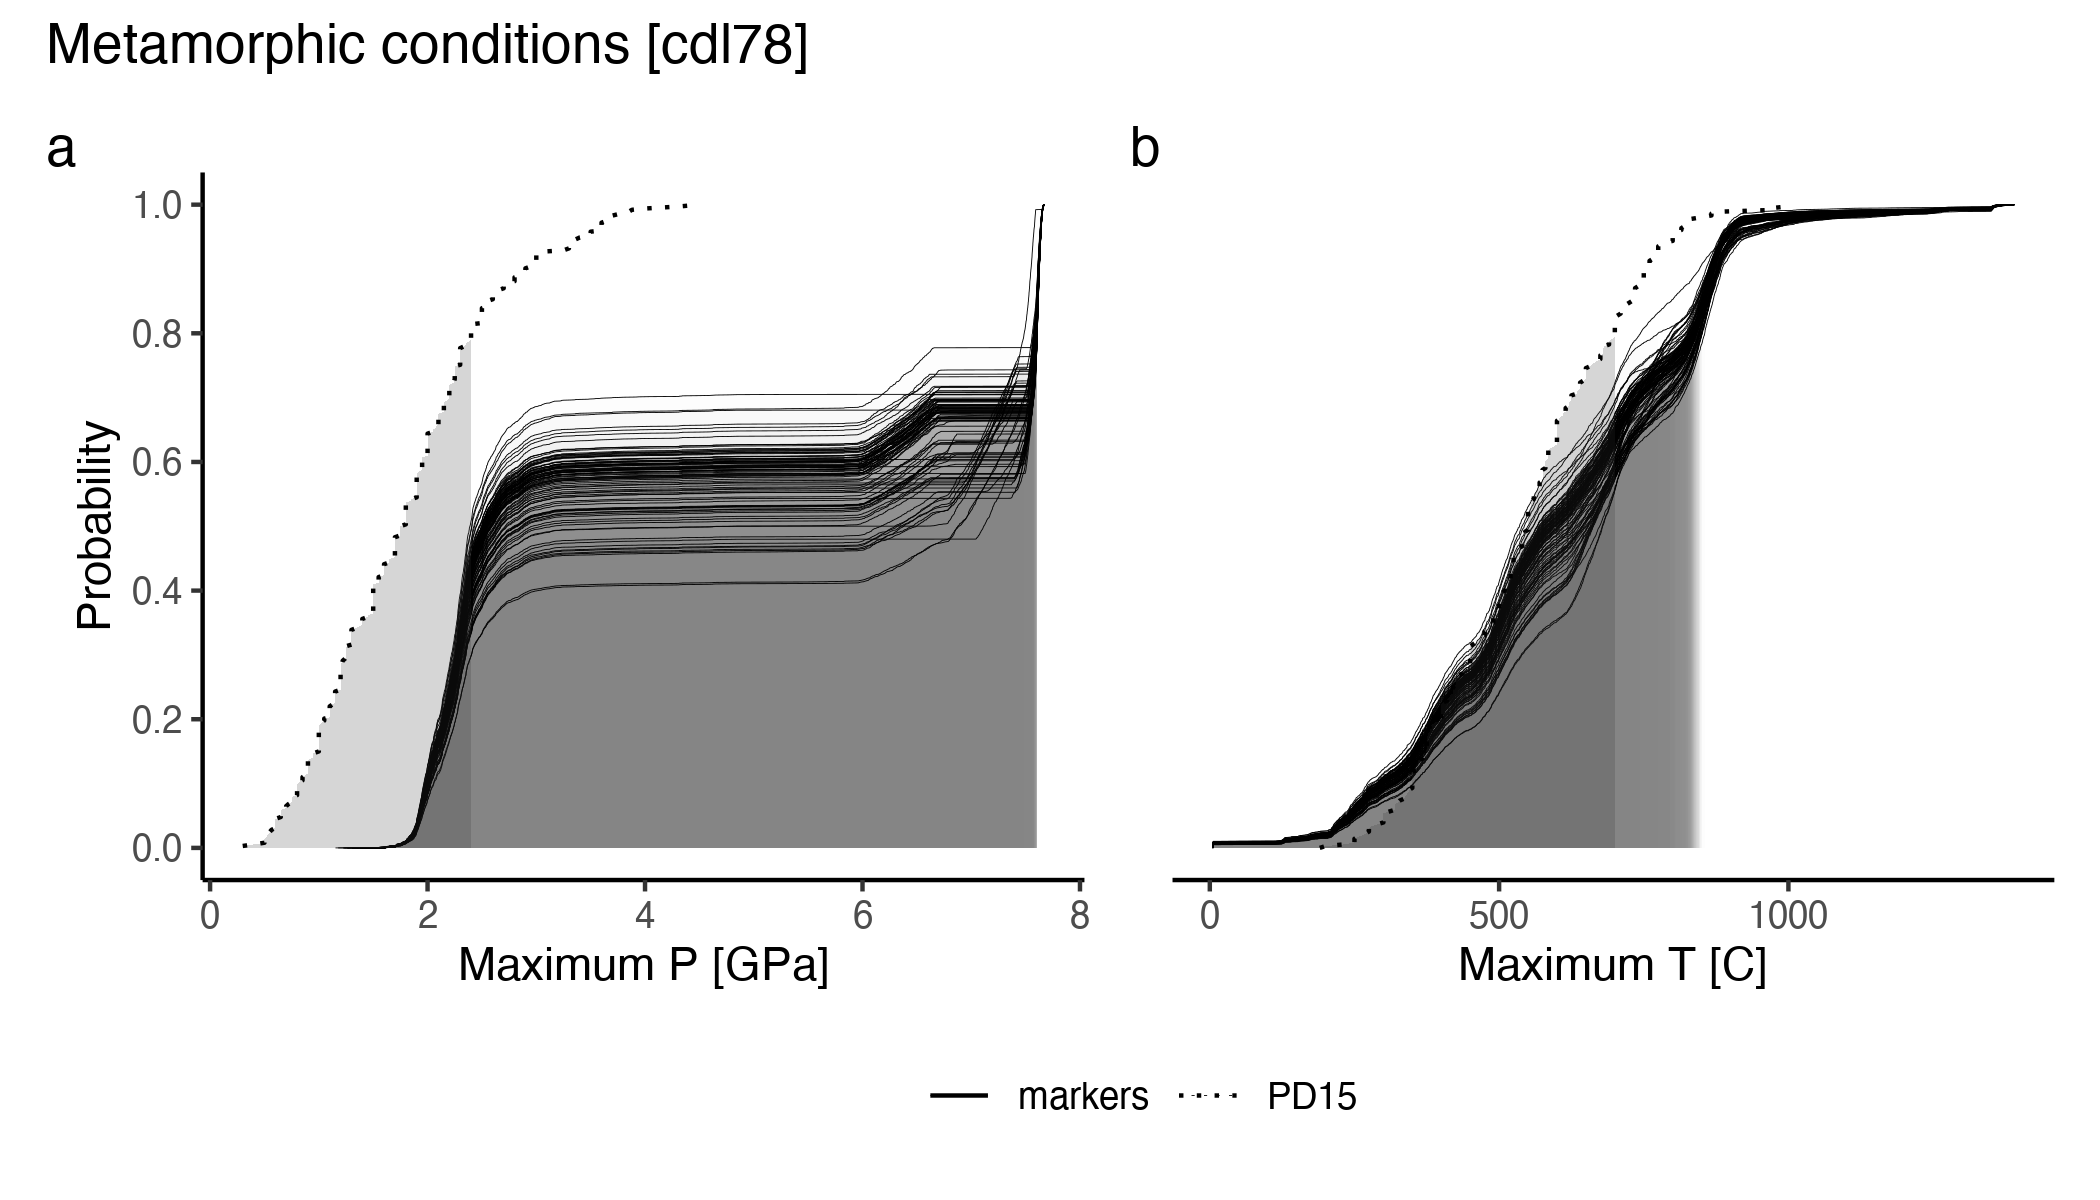 Metamorphic conditions [cdl78]
a
b
1.0
0.8
0.6
0.4
0.2
0.0
Probability
0 2 4 6 8
0 500 1000
Maximum P [GPa]
Maximum T [C]
markers PD15